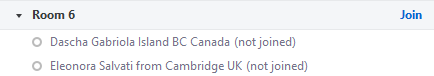 Room 6 Join
Dascha Gabriola Island BC Canada (not joined)
Eleonora Salvati from Cambridge UK (not joined)